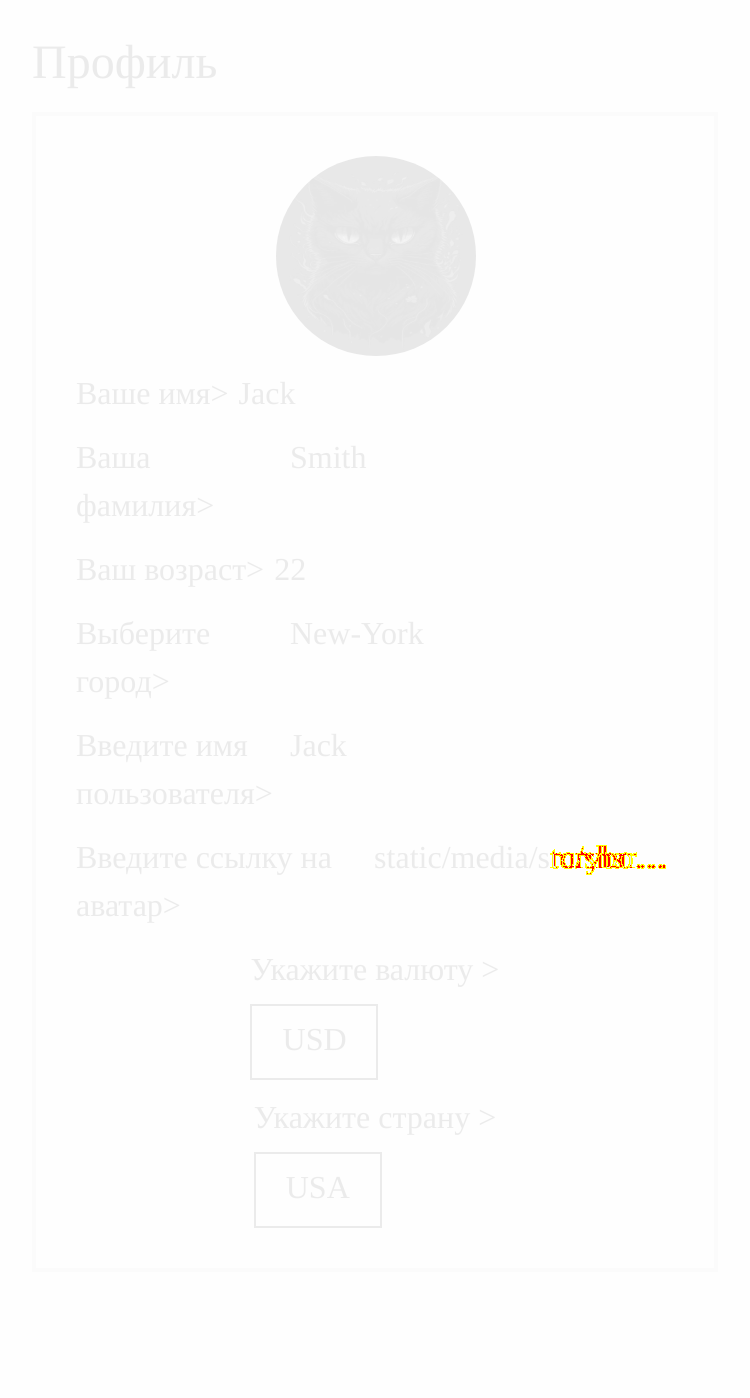 Профиль
Ваше имя> Jack
Ваша Smith
фамилия>
Ваш возраст> 22
Выберите New-York
город>
Введите имя Jack
пользователя>
Введите ссылку на static/media/s
аватар>
Укажите валюту >
USD
Укажите страну >
USA